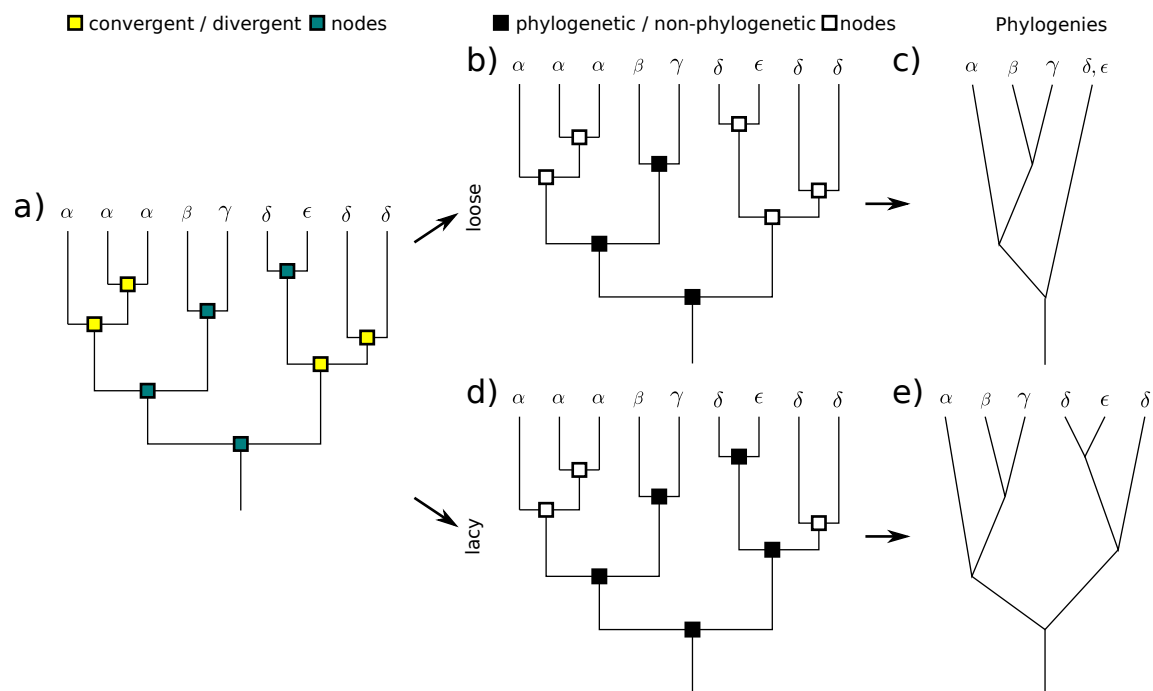 convergent / divergent nodes
phylogenetic / non-phylogenetic nodes
Phylogenies
b) α α α β γ δ ϵ δ δ
c) α β γ δ, ϵ
a) α α α β γ δ ϵ δ δ
loose
d) α α α β γ δ ϵ δ δ
e) α β γ δ ϵ δ
lacy